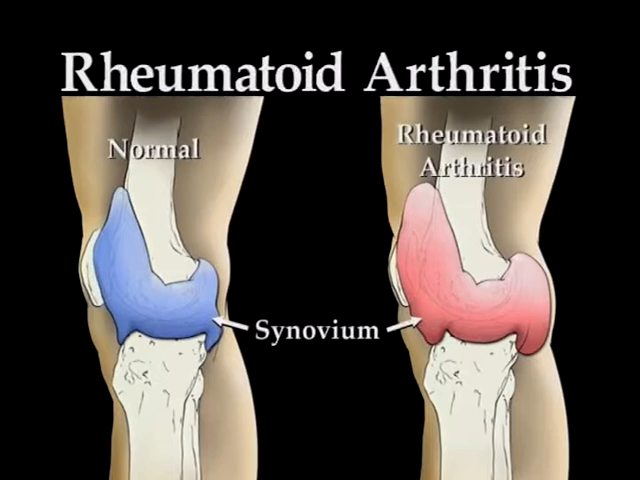 Rheumatoid Arthritis
Normal
Rheumatoid
Arthritis
Synovium